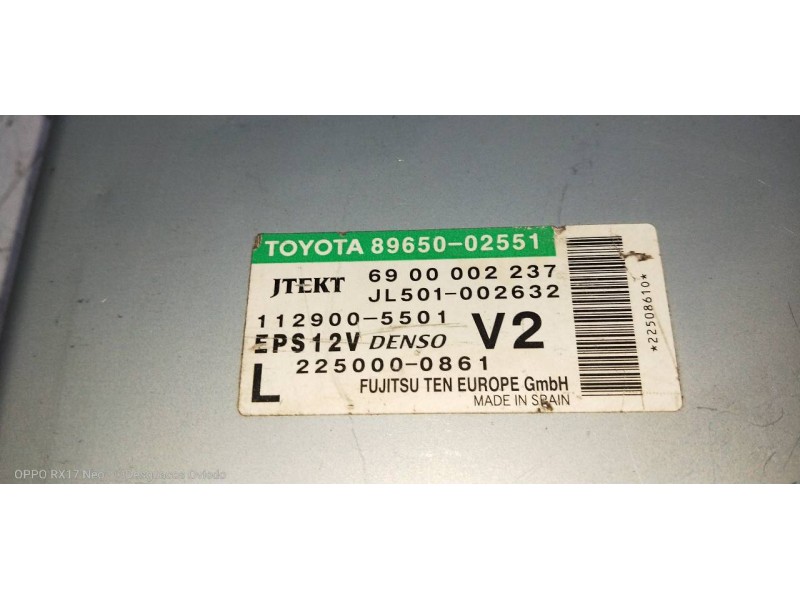 TOYOTA 89650-02551
JTEKT 69 00 002 237
JL501-002632
112900-5501
EPS12V DENSO V2
225000-0861
L FUJITSU TEN EUROPE GmbH
MADE IN SPAIN
*22508610*
OPPO RX17 Neo Oviedo